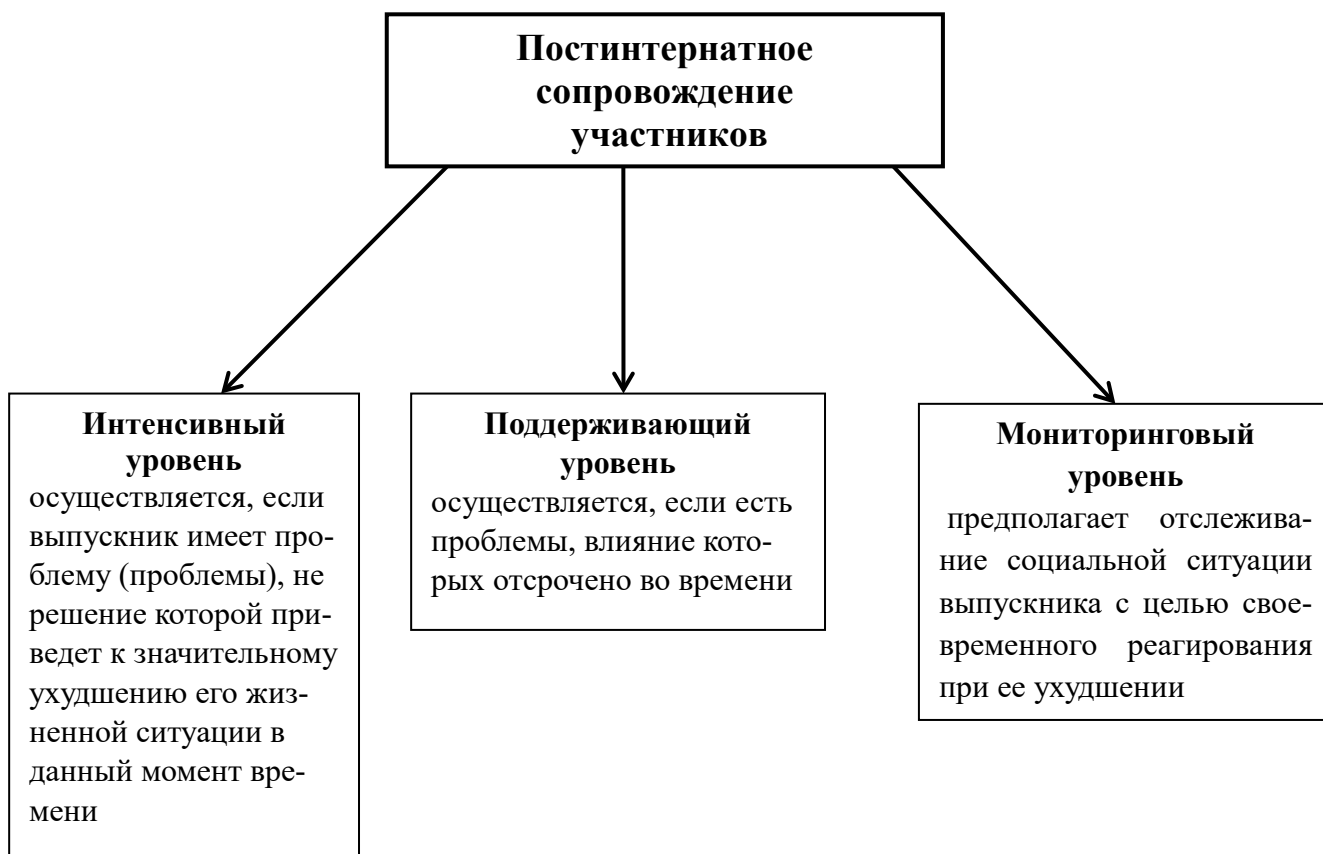 Постинтернатное
сопровождение
участников
Интенсивный
уровень
осуществляется, если
выпускник имеет про-
блему (проблемы), не
решение которой при-
ведет к значительному
ухудшению его жиз-
ненной ситуации в
данный момент вре-
мени
Поддерживающий
уровень
осуществляется, если есть
проблемы, влияние кото-
рых отсрочено во времени
Мониторинговый
уровень
предполагает отслежива-
ние социальной ситуации
выпускника с целью свое-
временного реагирования
при ее ухудшении